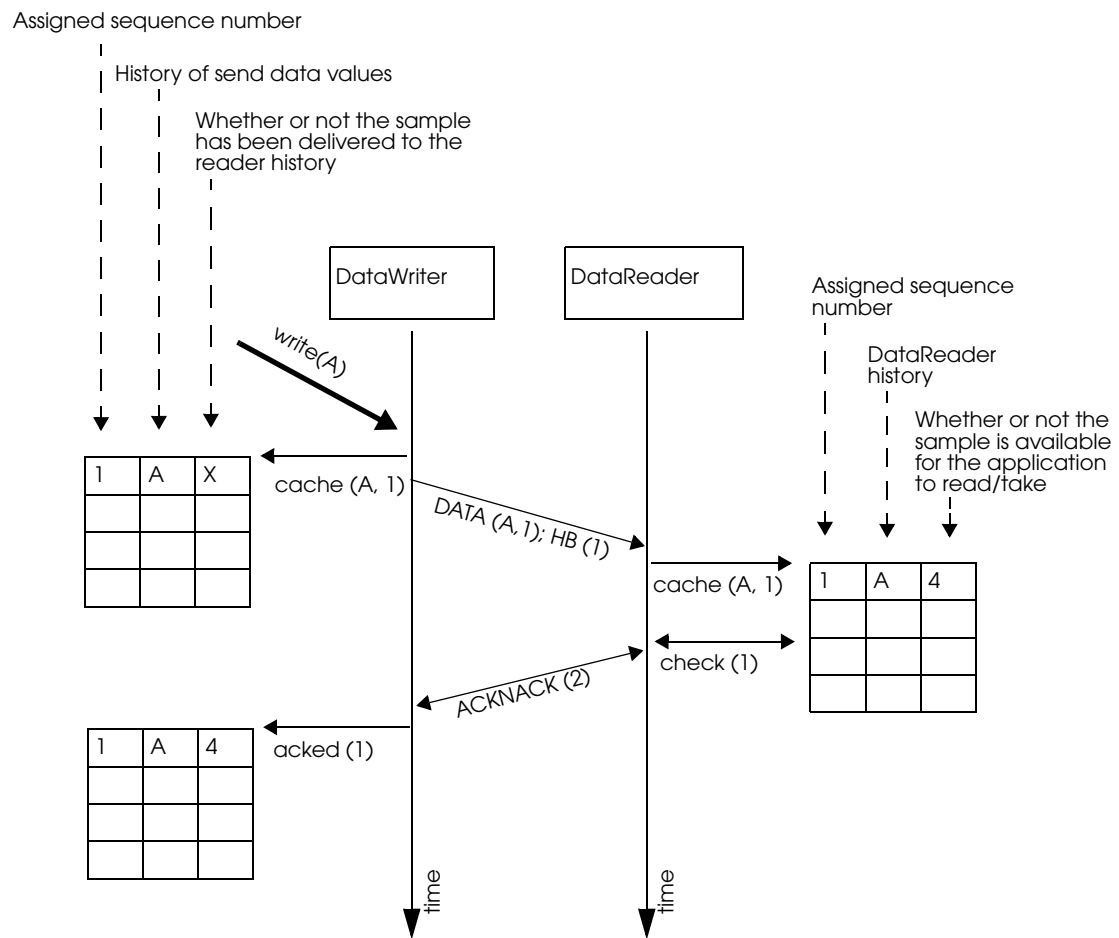 Assigned sequence number
History of send data values
Whether or not the sample
has been delivered to the
reader history
DataWriter
DataReader
Assigned sequence
number
DataReader
history
Whether or not the
sample is available
for the application
to read/take
write(A)
1 A X
cache (A, 1)
DATA (A,1); HB (1)
cache (A, 1)
1 A 4
check (1)
ACKNACK (2)
1 A 4
acked (1)
time
time